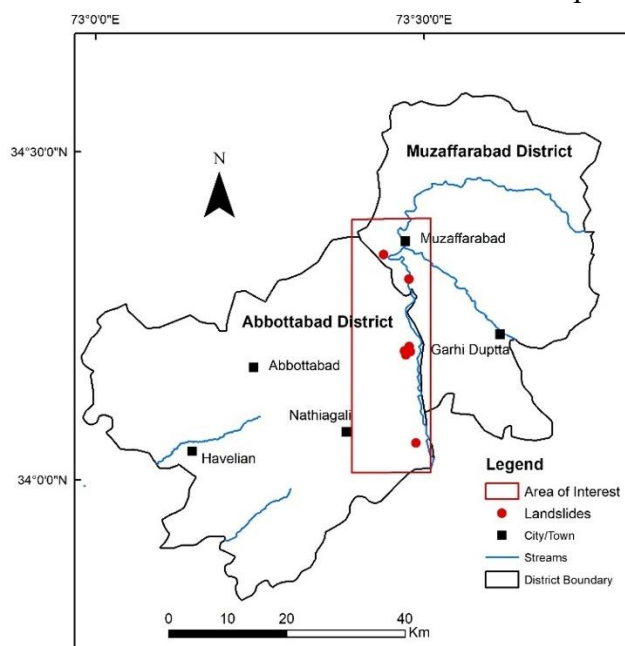 73°0'0"E
73°30'0"E
34°30'0"N
N
Muzaffarabad District
Muzaffarabad
Abbottabad District
Garhi Duptta
Abbottabad
Nathiagali
Havelian
34°0'0"N
Legend
Area of Interest
Landslides
City/Town
Streams
District Boundary
0 10 20 40
Km